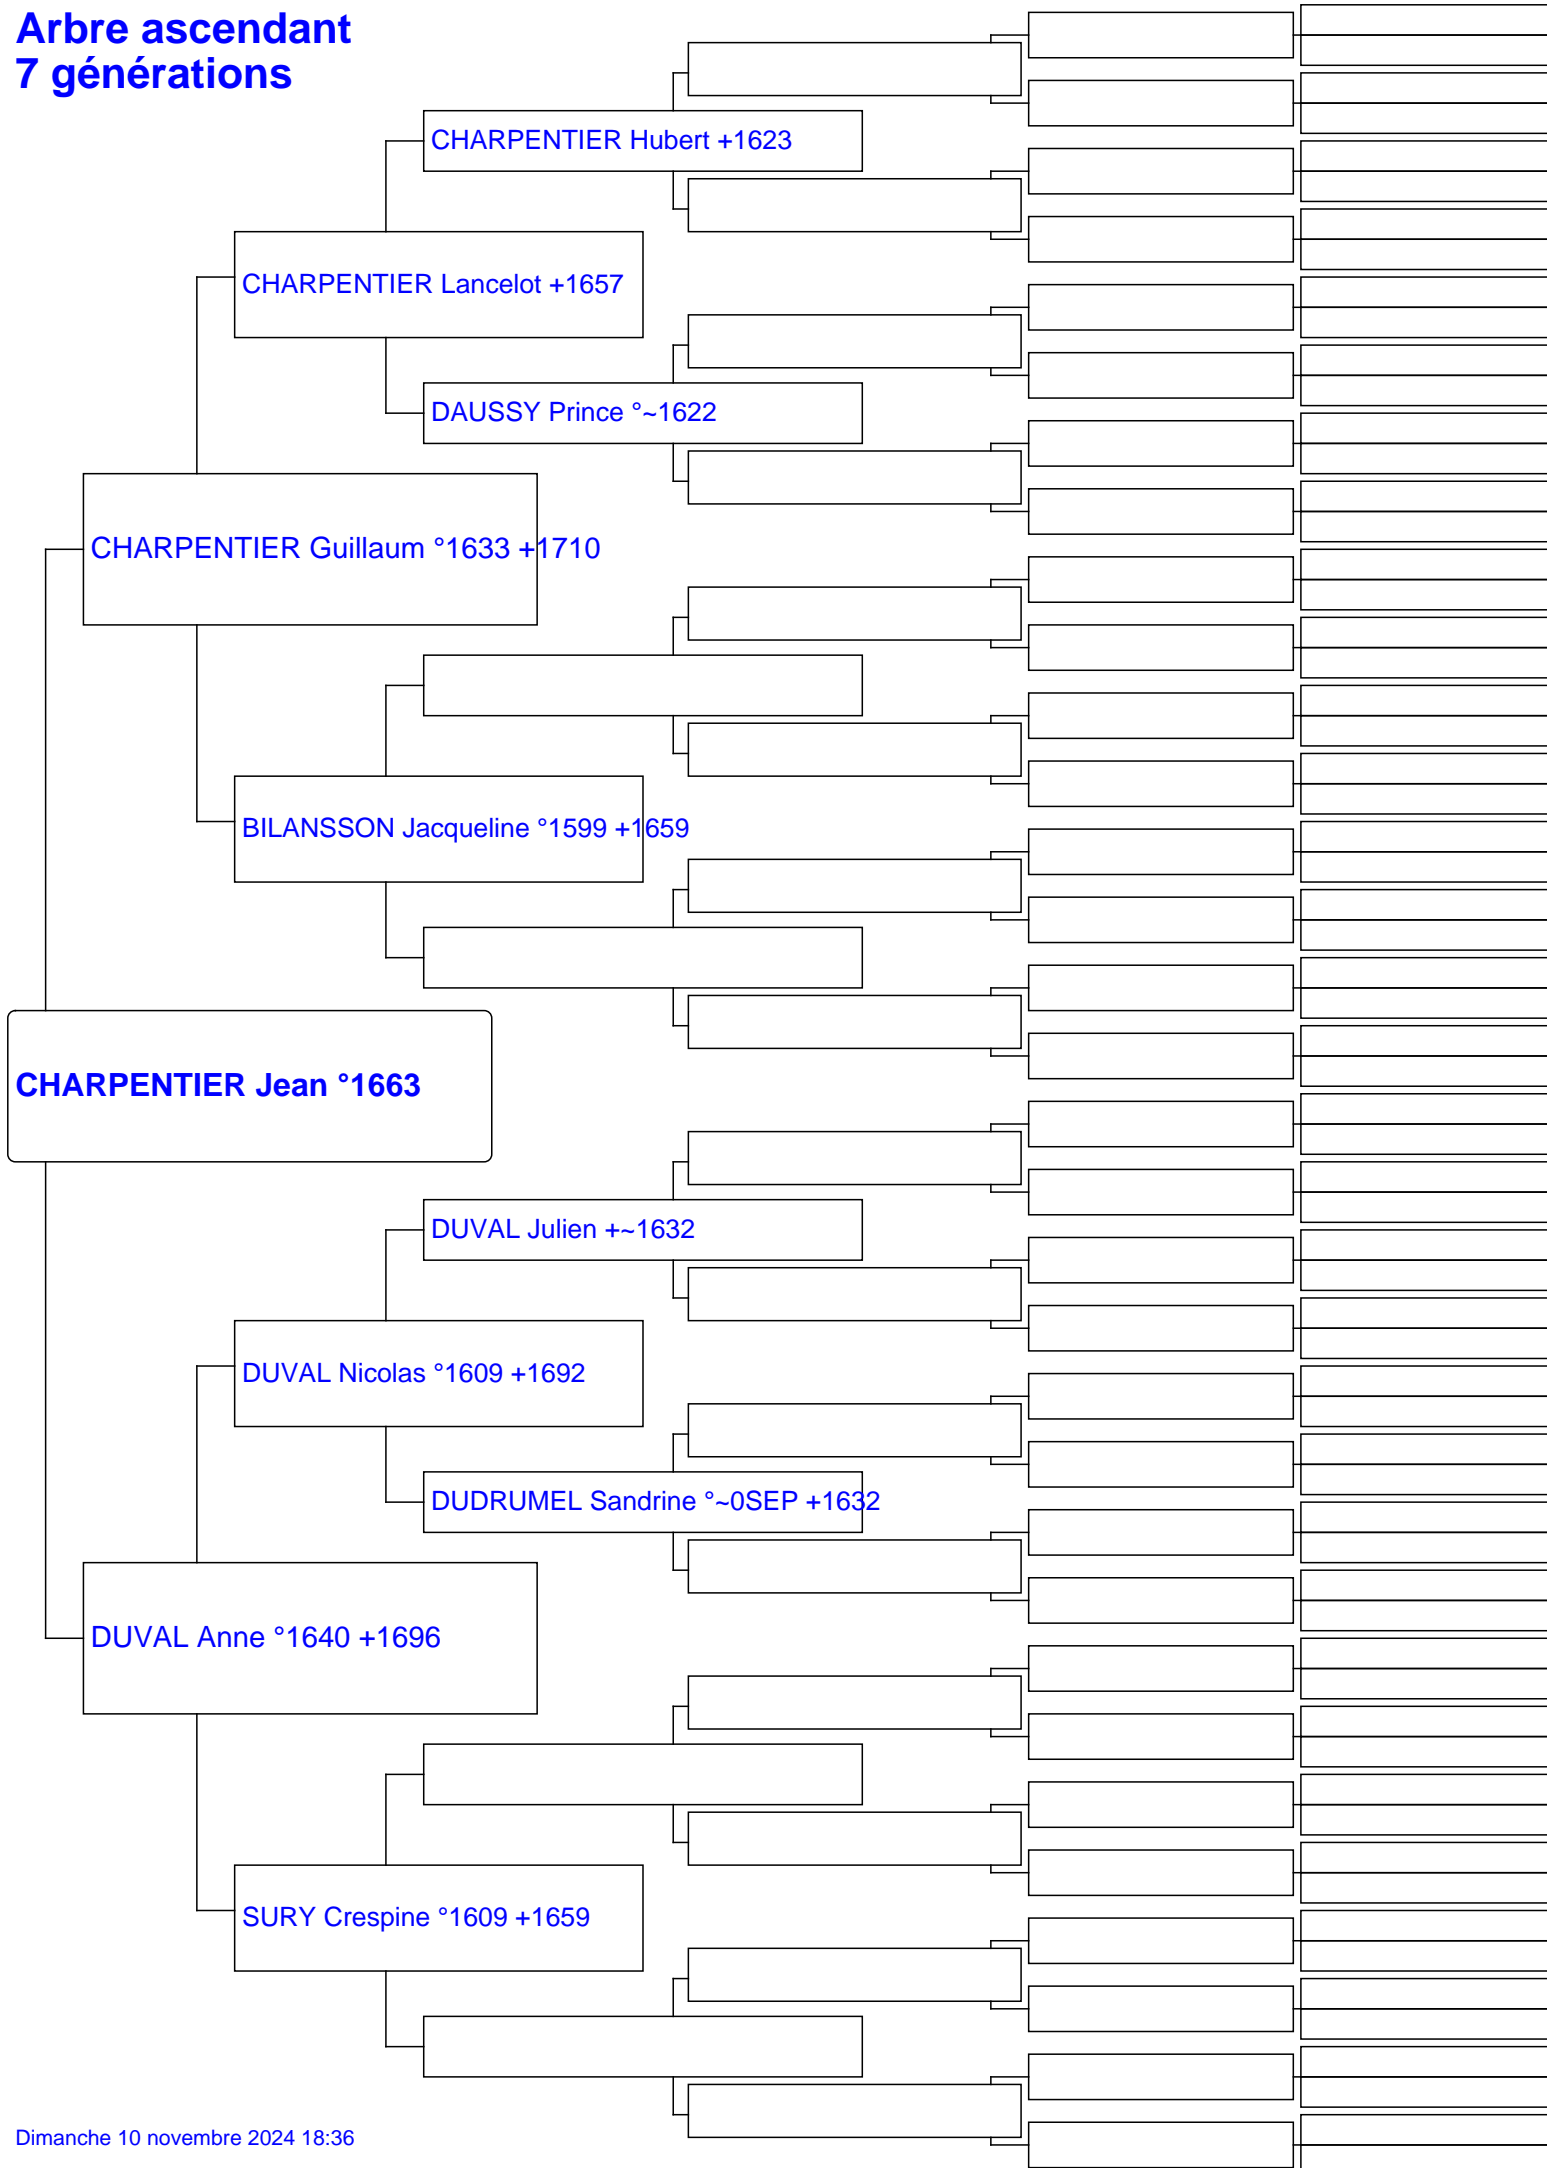 Arbre ascendant
7 générations
CHARPENTIER Hubert +1623
CHARPENTIER Lancelot +1657
DAUSSY Prince °~1622
CHARPENTIER Guillaum °1633 +1710
BILANSSON Jacqueline °1599 +1659
CHARPENTIER Jean °1663
DUVAL Julien +~1632
DUVAL Nicolas °1609 +1692
DUDRUMEL Sandrine °~0SEP +1632
DUVAL Anne °1640 +1696
SURY Crespine °1609 +1659
Dimanche 10 novembre 2024 18:36